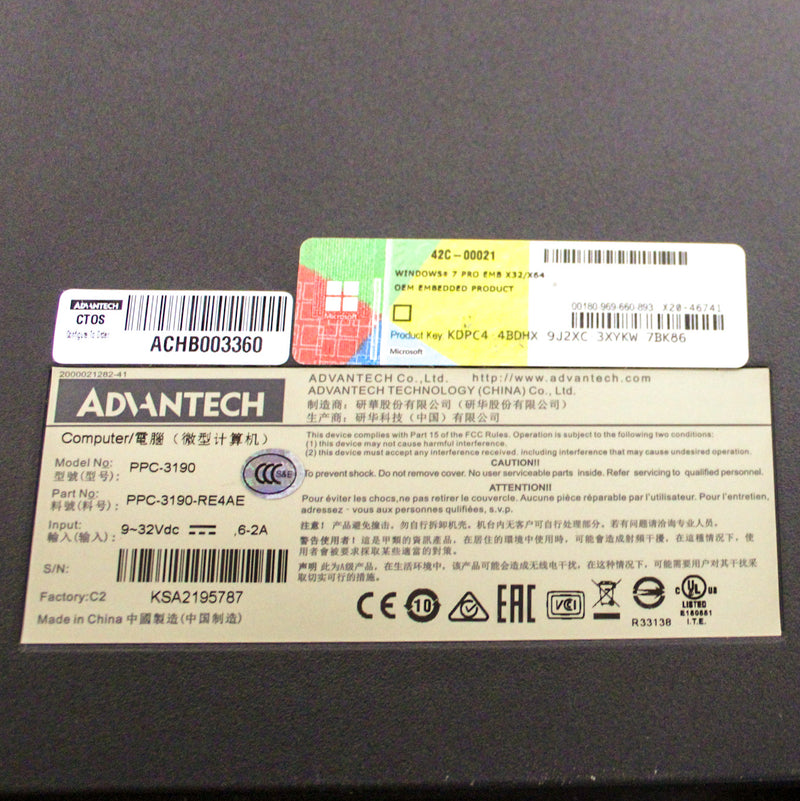 42C-00021
WINDOWS® 7 PRO EMB X32/X64
OEM EMBEDDED PRODUCT
00180-969-660-893 X20-46741
Microsoft
Product Key: KDPC4 4BDHX 9J2XC 3XYKW 7BK86
Microsoft
ADVANTECH
CTOS
Configure To Order
ACHB003360
2000021282-41
ADVANTECH
ADVANTECH Co., Ltd. http://www.advantech.com
ADVANTECH TECHNOLOGY (CHINA) Co., Ltd.
制造商：研華股份有限公司（研华股份有限公司）
生产商：研华科技（中国）有限公司
Computer/電腦（微型计算机）
Model No:
型號(型号): PPC-3190
Part No:
料號(料号): PPC-3190-RE4AE
Input:
輸入(输入): 9~32Vdc ,6-2A
S/N:
Factory:C2 KSA2195787
Made in China 中國製造(中国制造)
CCC S&E
This device complies with Part 15 of the FCC Rules. Operation is subject to the following two conditions:
(1) this device may not cause harmful interference.
(2) this device must accept any interference received. including interference that may cause undesired operation.
CAUTION!!
To prevent shock. Do not remove cover. No user serviceable parts inside. Refer servicing to qualified personnel.
ATTENTION!!
Pour éviter les chocs,ne pas retirer le couvercle. Aucune pièce réparable par l'utilisateur. Pour l'entretien,
adressez - vous aux personnes qulifiées, s.v.p.
注意！ 产品避免撞击，勿自行拆卸机壳，机台内无客户可自行处理部分，若有问题请洽询专业人员。
警告使用者！這是甲類的資訊產品，在居住的環境中使用時，可能會造成射頻干擾，在這種情況下，使
用者會被要求採取某些適當的對策。
声明 此为A级产品，在生活环境中，该产品可能会造成无线电干扰，在这种情况下，可能需要用户对其干扰采
取切实可行的措施。
CE 10 EAC VCI R33138 C UL US
LISTED
E180881
I.T.E.